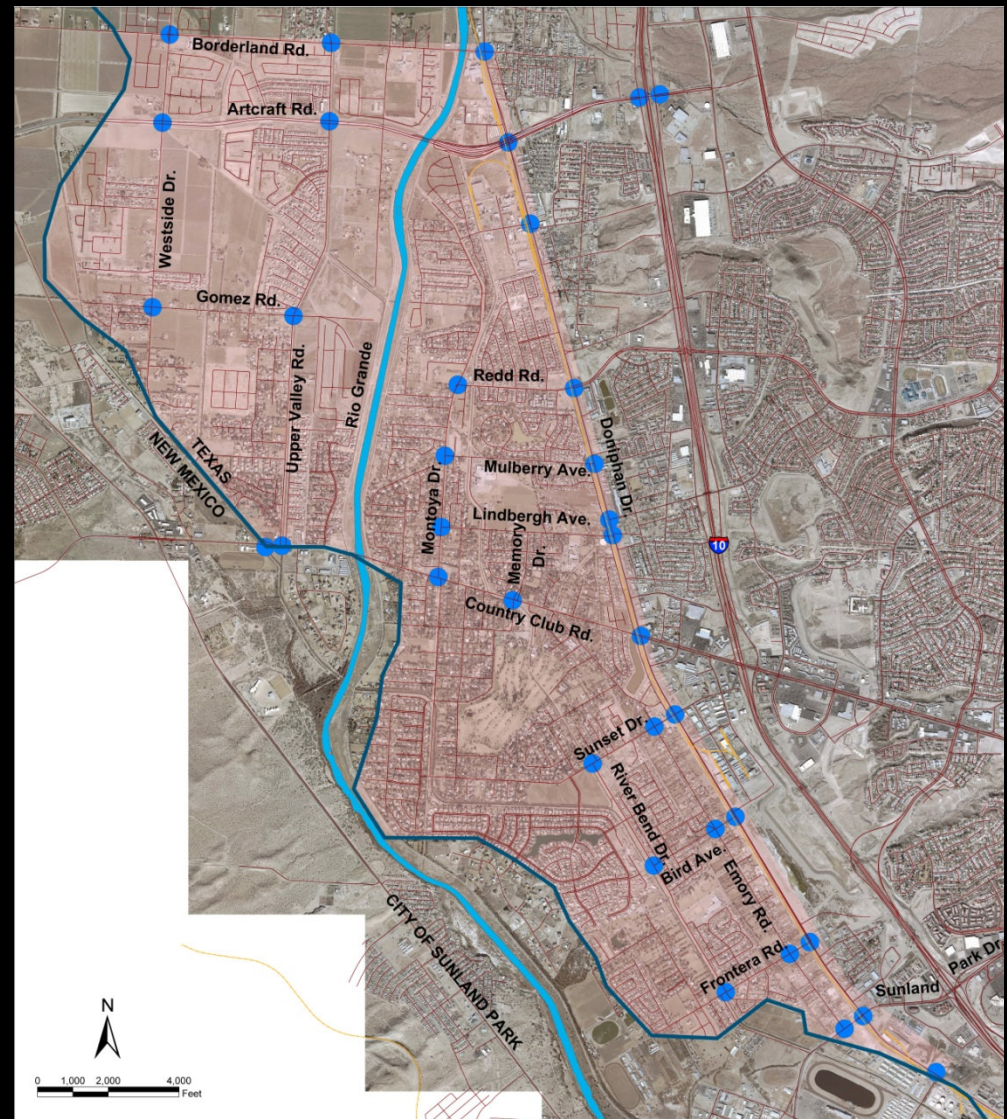 Borderland Rd.
Artcraft Rd.
Westside Dr.
Gomez Rd.
Upper Valley Rd.
Rio Grande
Redd Rd.
Doniphan Dr.
TEXAS
NEW MEXICO
Mulberry Ave.
Montoya Dr.
Lindbergh Ave.
Memory
Dr.
10
Country Club Rd.
Sunset Dr.
River Bend Dr.
Bird Ave.
Emory Rd.
CITY OF SUNLAND PARK
Frontera Rd.
Sunland
Park Dr.
N
0 1,000 2,000 4,000
Feet